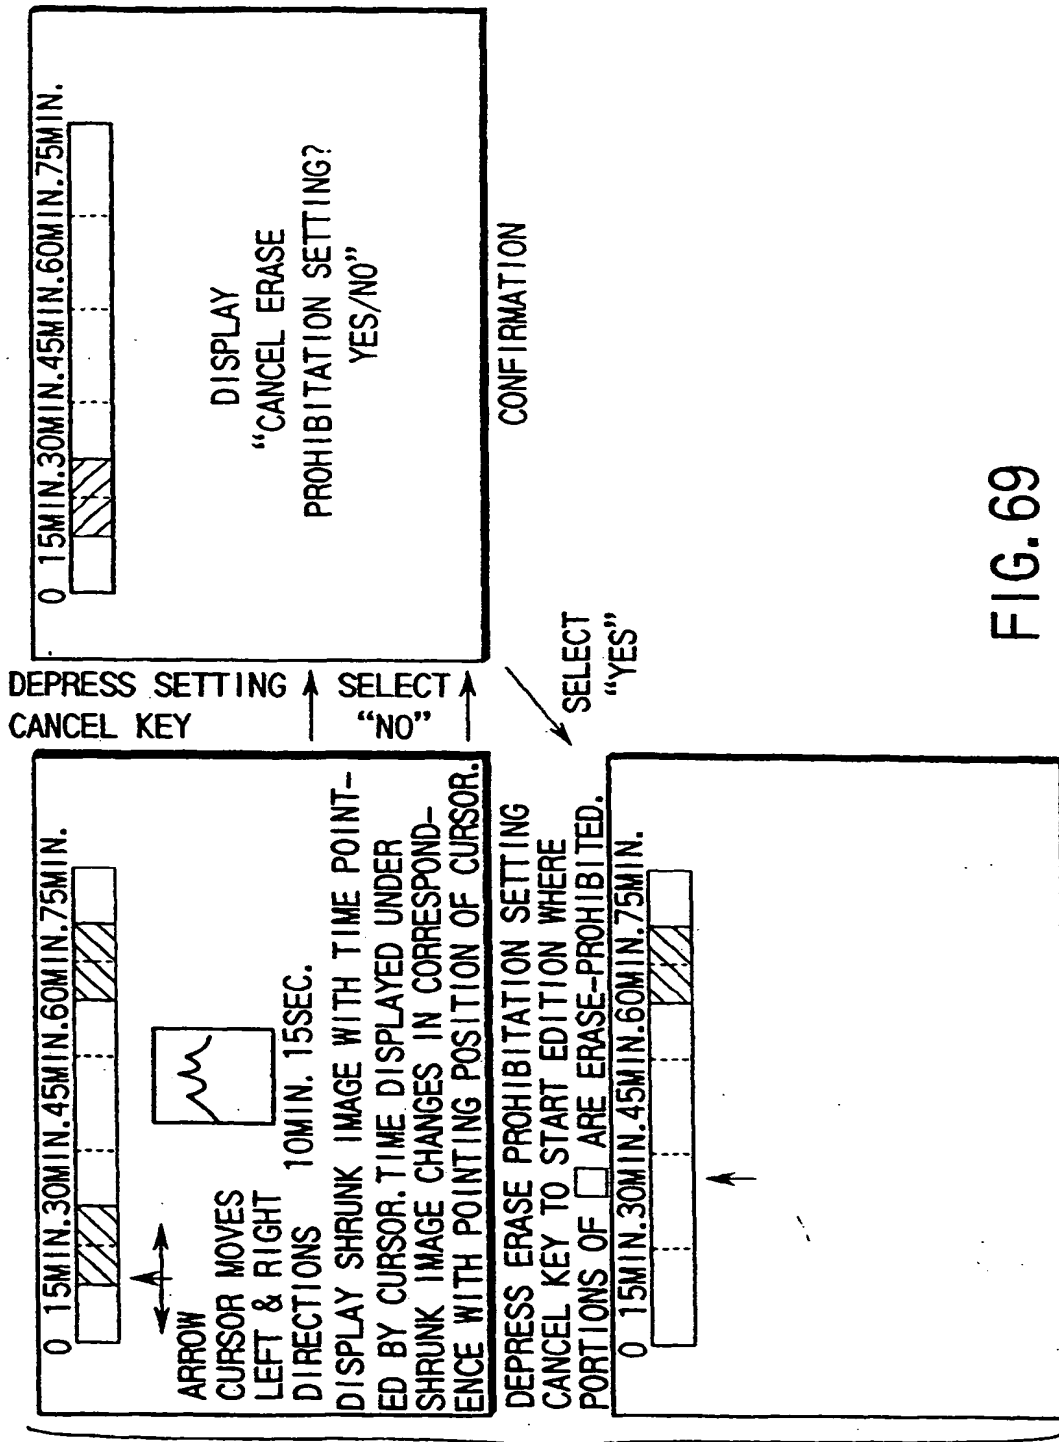 0 15MIN.30MIN.45MIN.60MIN.75MIN.
ARROW
CURSOR MOVES
LEFT & RIGHT
DIRECTIONS
10MIN. 15SEC.
DISPLAY SHRUNK IMAGE WITH TIME POINT-
ED BY CURSOR.TIME DISPLAYED UNDER
SHRUNK IMAGE CHANGES IN CORRESPOND-
ENCE WITH POINTING POSITION OF CURSOR.
DEPRESS SETTING
CANCEL KEY
SELECT
“NO”
0 15MIN.30MIN.45MIN.60MIN.75MIN.
DISPLAY
“CANCEL ERASE
PROHIBITATION SETTING?
YES/NO”
CONFIRMATION
SELECT
“YES”
DEPRESS ERASE PROHIBITATION SETTING
CANCEL KEY TO START EDITION WHERE
PORTIONS OF □ ARE ERASE-PROHIBITED.
0 15MIN.30MIN.45MIN.60MIN.75MIN.
FIG. 69